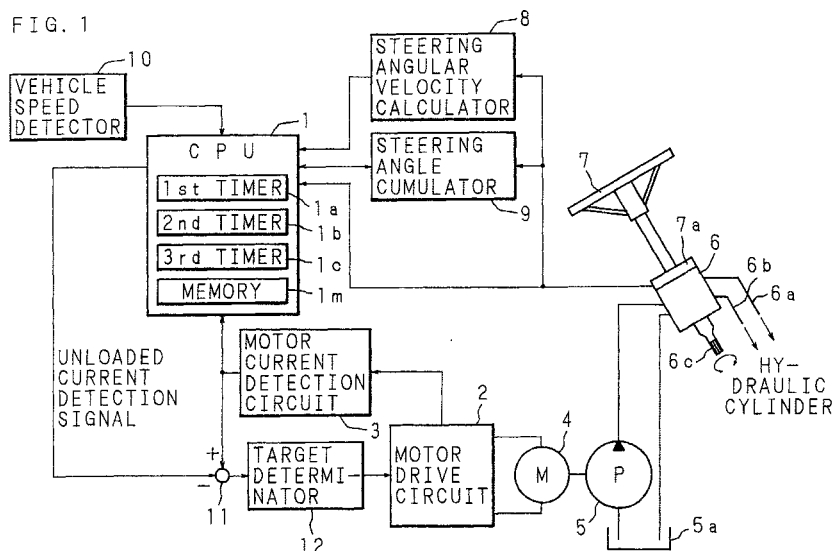 FIG. 1
10
VEHICLE
SPEED
DETECTOR
8
STEERING
ANGULAR
VELOCITY
CALCULATOR
1
C P U
1st TIMER
1a
2nd TIMER
1b
3rd TIMER
1c
MEMORY
1m
STEERING
ANGLE
CUMULATOR
9
7
7a
6
6b
6a
6c
HY-
DRAULIC
CYLINDER
UNLOADED
CURRENT
DETECTION
SIGNAL
MOTOR
CURRENT
DETECTION
CIRCUIT
3
2
MOTOR
DRIVE
CIRCUIT
4
M
P
5
5a
+
−
11
TARGET
DETERMI-
NATOR
12